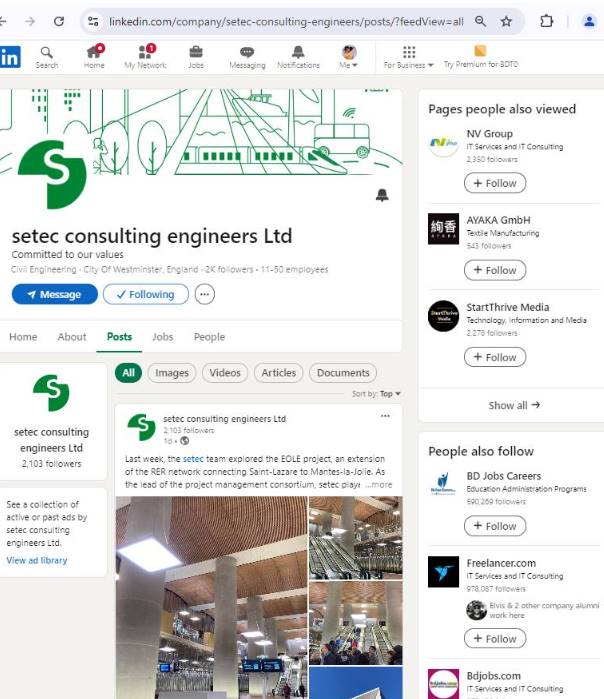 linkedin.com/company/setec-consulting-engineers/posts/?feedView=all
in
Search
Home
1
My Network
Jobs
Messaging
Notifications
Me
For Business
Try Premium for BDT0
setec consulting engineers Ltd
Committed to our values
Civil Engineering · City Of Westminster, England · 2K followers · 11-50 employees
Message
Following
Home
About
Posts
Jobs
People
All
Images
Videos
Articles
Documents
Sort by: Top
setec consulting
engineers Ltd
2,103 followers
See a collection of
active or past ads by
setec consulting
engineers Ltd.
View ad library
setec consulting engineers Ltd
2,103 followers
1d •
Last week, the setec team explored the EOLE project, an extension
of the RER network connecting Saint-Lazare to Mantes-la-Jolie. As
the lead of the project management consortium, setec playe ...more
Pages people also viewed
NV Group
IT Services and IT Consulting
2,350 followers
+ Follow
絢香
AYAKA
AYAKA GmbH
Textile Manufacturing
543 followers
+ Follow
StartThrive
StartThrive Media
Technology, Information and Media
2,278 followers
+ Follow
Show all →
People also follow
BD Jobs Careers
Education Administration Programs
590,269 followers
+ Follow
Freelancer.com
IT Services and IT Consulting
978,087 followers
Elvis & 2 other company alumni
work here
+ Follow
Bdjobs.com
IT Services and IT Consulting